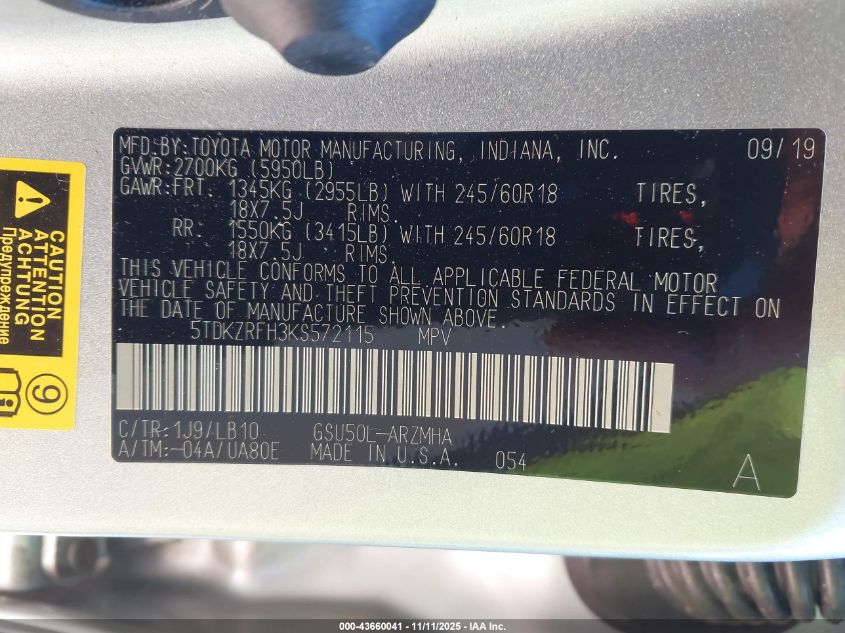 MFD.BY:TOYOTA MOTOR MANUFACTURING, INDIANA, INC. 09/19
GVWR:2700KG (5950LB)
GAWR:FRT. 1345KG (2955LB) WITH 245/60R18 TIRES,
18X7.5J RIMS.
RR: 1550KG (3415LB) WITH 245/60R18 TIRES,
18X7.5J RIMS.
THIS VEHICLE CONFORMS TO ALL APPLICABLE FEDERAL MOTOR
VEHICLE SAFETY AND THEFT PREVENTION STANDARDS IN EFFECT ON
THE DATE OF MANUFACTURE SHOWN ABOVE.
5TDKZRFH3KS572115 MPV
C/TR:1J9/LB10 GSU50L-ARZMHA
A/TM:-04A/UA80E MADE IN U.S.A. 054 A
CAUTION
ATTENTION
ACHTUNG
Предупреждение
9
000-43660041 - 11/11/2025 - IAA Inc.